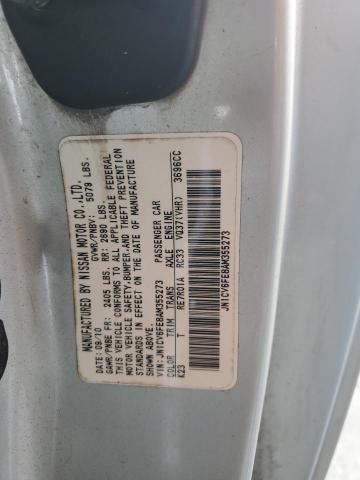 MANUFACTURED BY NISSAN MOTOR CO.,LTD.
DATE: 09/10 GVWR/PNBV: 5079 LBS.
GAWR/PNBE FR: 2405 LBS. RR: 2690 LBS.
THIS VEHICLE CONFORMS TO ALL APPLICABLE FEDERAL
MOTOR VEHICLE SAFETY,BUMPER,AND THEFT PREVENTION
STANDARDS IN EFFECT ON THE DATE OF MANUFACTURE
SHOWN ABOVE.
VIN: JN1CV6FE8AM355273 PASSENGER CAR
COLOR TRIM TRANS AXLE ENGINE
K23 T RE7R01A RC33 VQ37(VHR) 3696CC
JN1CV6FE8AM355273